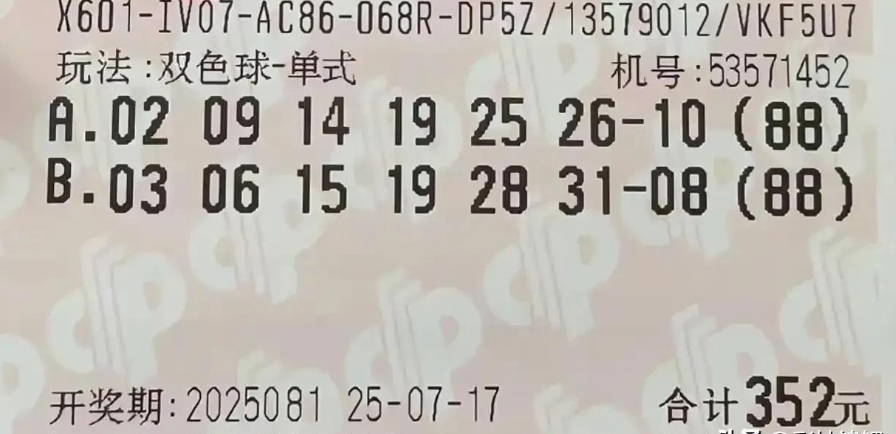 X601-IV07-AC86-068R-DP5Z/13579012/VKF5U7
玩法:双色球-单式 机号:53571452
A.02 09 14 19 25 26-10(88)
B.03 06 15 19 28 31-08(88)
开奖期:2025081 25-07-17 合计352元